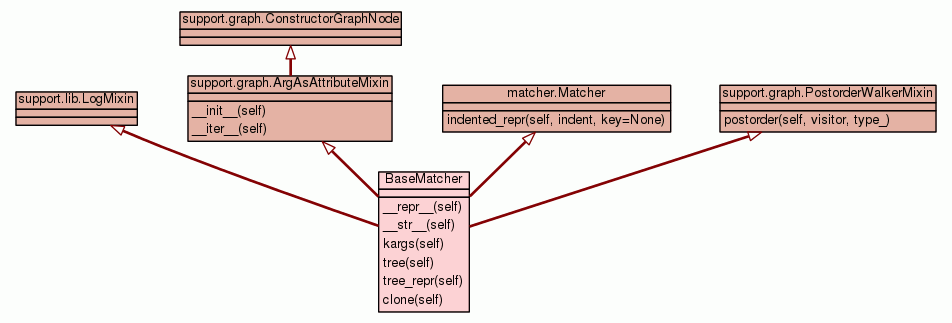 support.graph.ConstructorGraphNode
support.lib.LogMixin
support.graph.ArgAsAttributeMixin
__init__(self)
__iter__(self)
matcher.Matcher
indented_repr(self, indent, key=None)
support.graph.PostorderWalkerMixin
postorder(self, visitor, type_)
BaseMatcher
__repr__(self)
__str__(self)
kargs(self)
tree(self)
tree_repr(self)
clone(self)